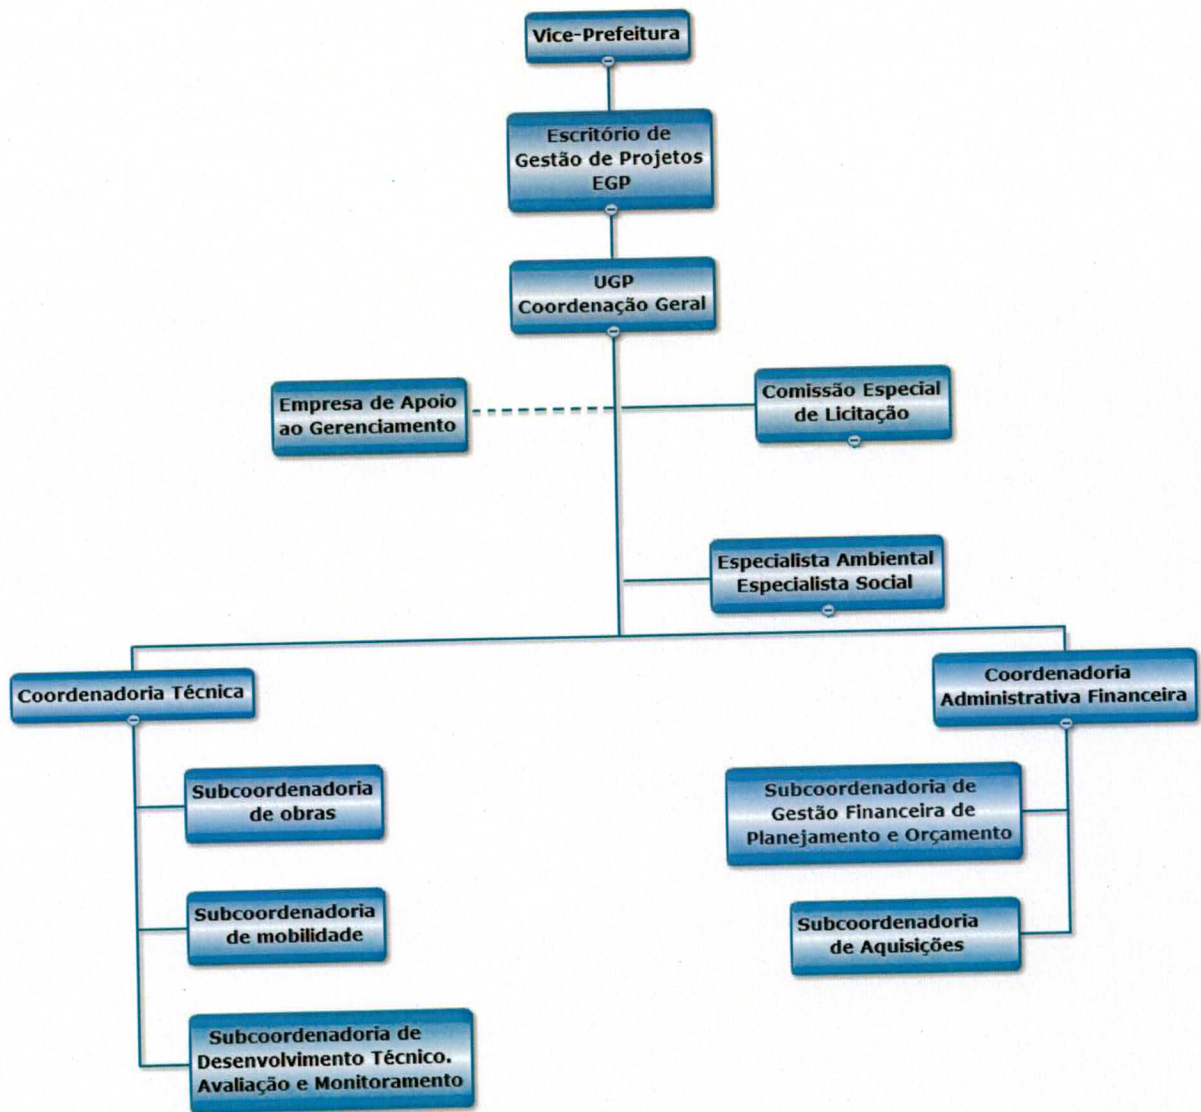 Vice-Prefeitura
Escritório de
Gestão de Projetos
EGP
UGP
Coordenação Geral
Empresa de Apoio
ao Gerenciamento
Comissão Especial
de Licitação
Especialista Ambiental
Especialista Social
Coordenadoria Técnica
Coordenadoria
Administrativa Financeira
Subcoordenadoria
de obras
Subcoordenadoria
de mobilidade
Subcoordenadoria de
Desenvolvimento Técnico.
Avaliação e Monitoramento
Subcoordenadoria de
Gestão Financeira de
Planejamento e Orçamento
Subcoordenadoria
de Aquisições